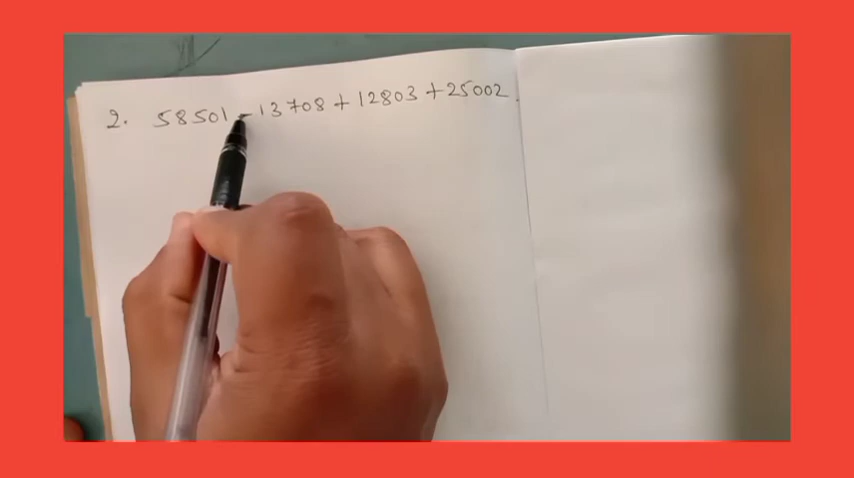 2. 58501 - 13708 + 12803 + 25002.